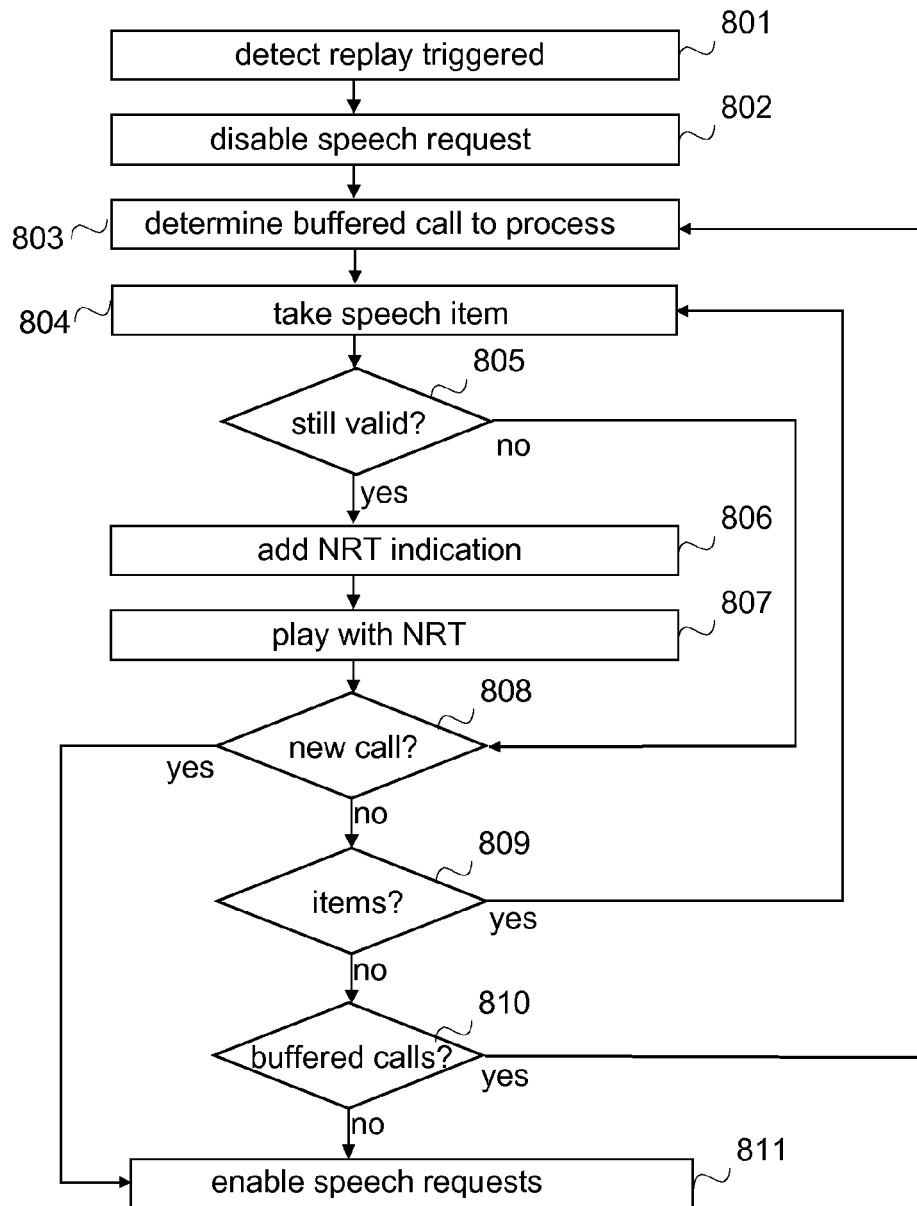 801
detect replay triggered
802
disable speech request
803
determine buffered call to process
804
take speech item
805
still valid?
no
yes
806
add NRT indication
807
play with NRT
808
new call?
yes
no
809
items?
yes
no
810
buffered calls?
yes
no
811
enable speech requests